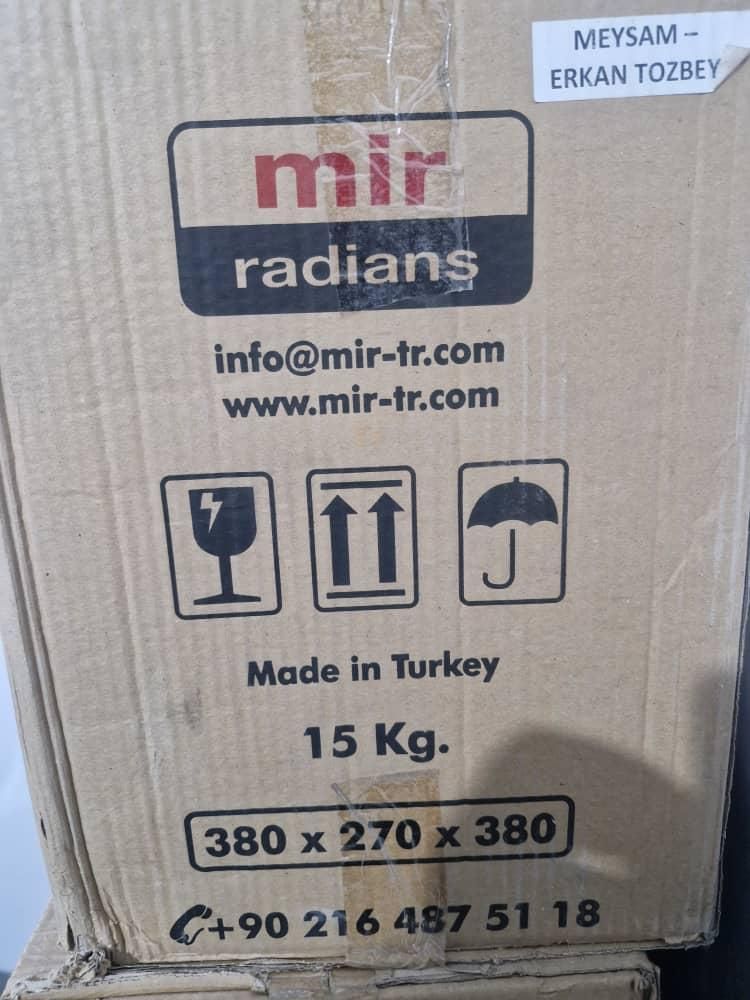 MEYSAM –
ERKAN TOZBEY
mir
radians
info@mir-tr.com
www.mir-tr.com
Made in Turkey
15 Kg.
380 x 270 x 380
+90 216 487 51 18